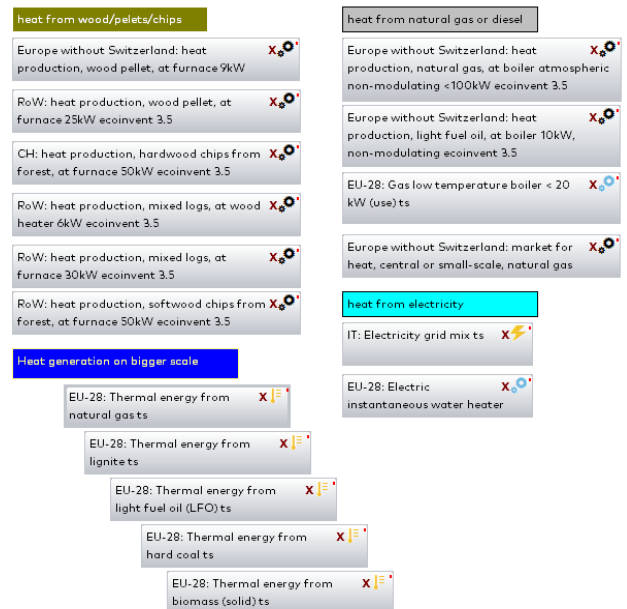 heat from wood/pelets/chips
Europe without Switzerland: heat
production, wood pellet, at furnace 9kW
RoW: heat production, wood pellet, at
furnace 25kW ecoinvent 3.5
CH: heat production, hardwood chips from
forest, at furnace 50kW ecoinvent 3.5
RoW: heat production, mixed logs, at wood
heater 6kW ecoinvent 3.5
RoW: heat production, mixed logs, at
furnace 30kW ecoinvent 3.5
RoW: heat production, softwood chips from
forest, at furnace 50kW ecoinvent 3.5
Heat generation on bigger scale
EU-28: Thermal energy from
natural gas ts
EU-28: Thermal energy from
lignite ts
EU-28: Thermal energy from
light fuel oil (LFO) ts
EU-28: Thermal energy from
hard coal ts
EU-28: Thermal energy from
biomass (solid) ts
heat from natural gas or diesel
Europe without Switzerland: heat
production, natural gas, at boiler atmospheric
non-modulating <100kW ecoinvent 3.5
Europe without Switzerland: heat
production, light fuel oil, at boiler 10kW,
non-modulating ecoinvent 3.5
EU-28: Gas low temperature boiler < 20
kW (use) ts
Europe without Switzerland: market for
heat, central or small-scale, natural gas
heat from electricity
IT: Electricity grid mix ts
EU-28: Electric
instantaneous water heater